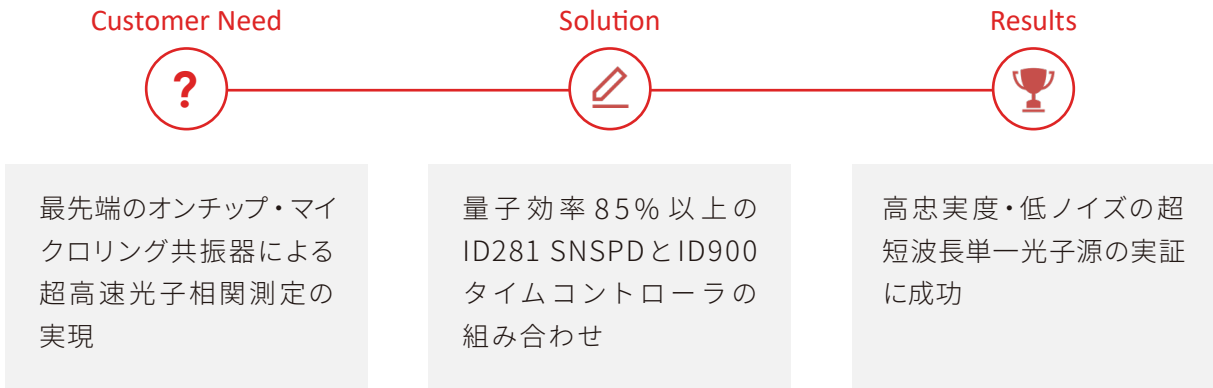 Customer Need
Solution
Results
?
最先端のオンチップ・マイ
クロリング共振器による
超高速光子相関測定の
実現
量子効率85%以上の
ID281 SNSPDとID900
タイムコントローラの
組み合わせ
高忠実度・低ノイズの超
短波長単一光子源の実証
に成功